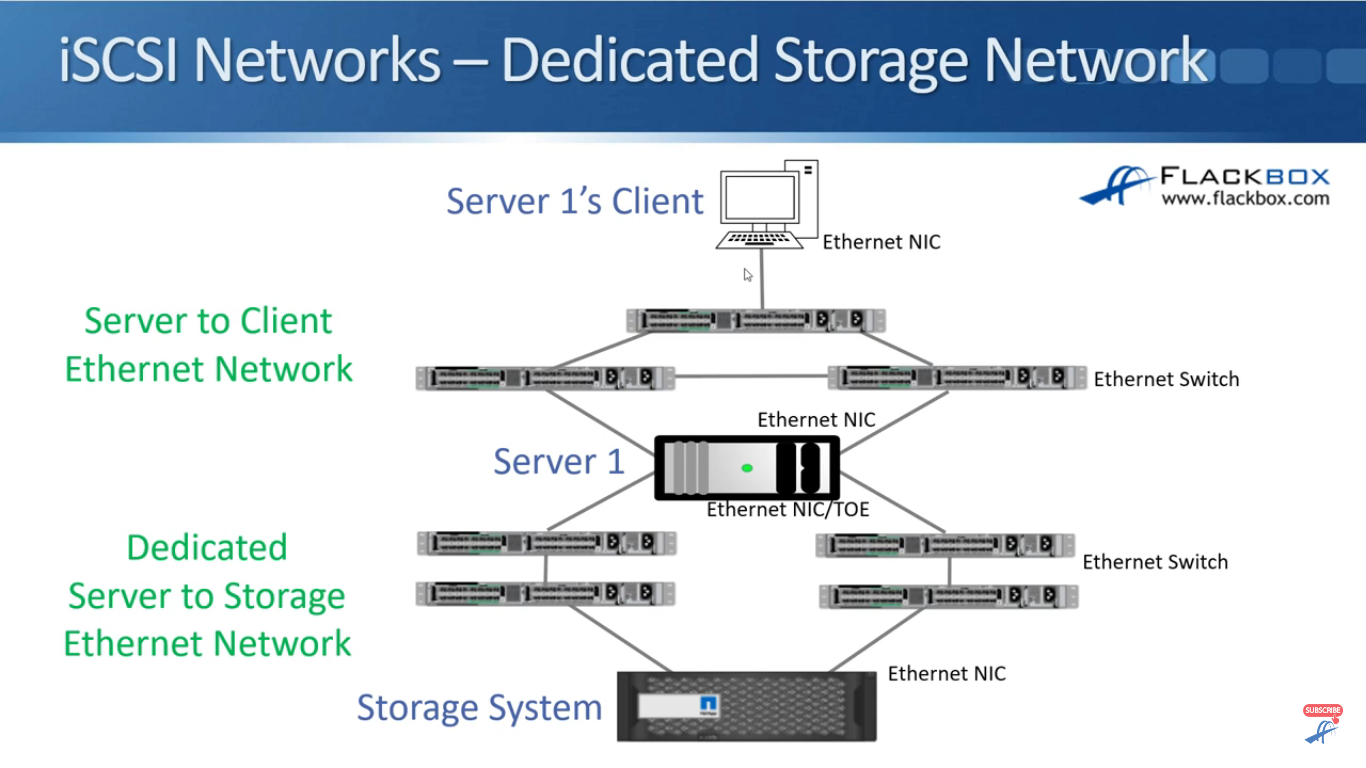 iSCSI Networks – Dedicated Storage Network
FLACKBOX
www.flackbox.com
Server 1's Client
Ethernet NIC
Server to Client
Ethernet Network
Ethernet Switch
Ethernet NIC
Server 1
Ethernet NIC/TOE
Dedicated
Server to Storage
Ethernet Network
Ethernet Switch
Ethernet NIC
Storage System
SUBSCRIBE